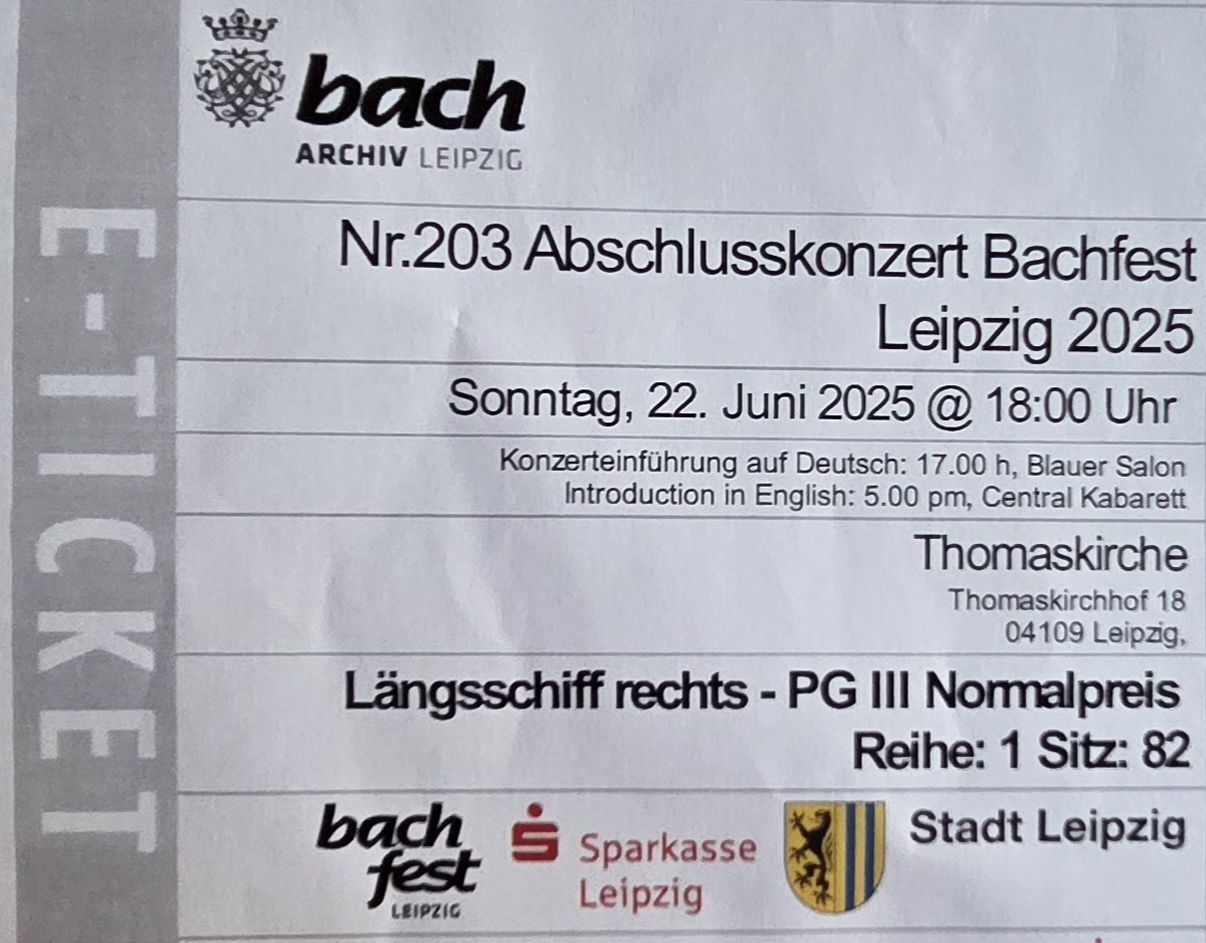 E-TICKET
bach
ARCHIV LEIPZIG
Nr.203 Abschlusskonzert Bachfest
Leipzig 2025
Sonntag, 22. Juni 2025 @ 18:00 Uhr
Konzerteinführung auf Deutsch: 17.00 h, Blauer Salon
Introduction in English: 5.00 pm, Central Kabarett
Thomaskirche
Thomaskirchhof 18
04109 Leipzig,
Längsschiff rechts - PG III Normalpreis
Reihe: 1 Sitz: 82
bach
fest
LEIPZIG
Sparkasse
Leipzig
Stadt Leipzig